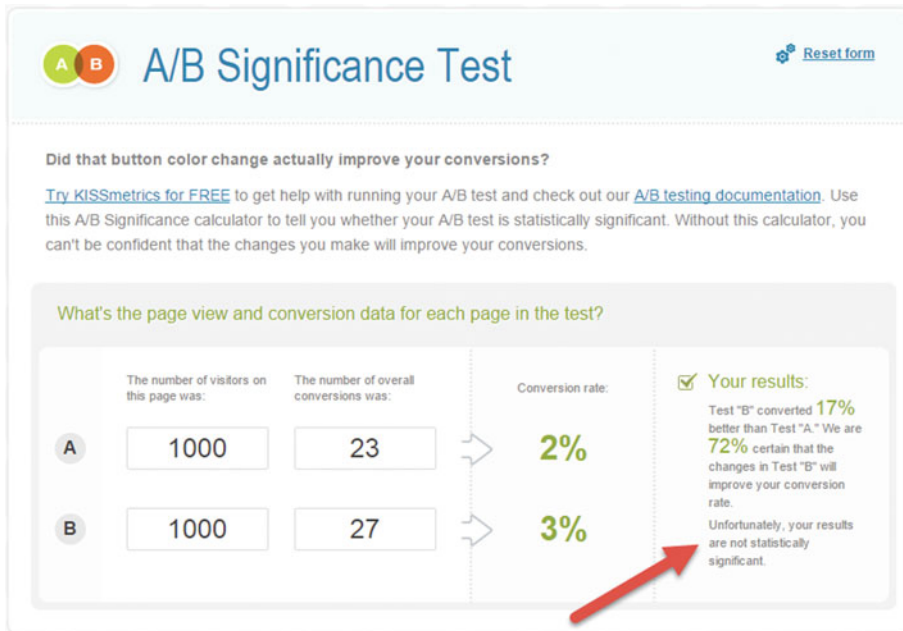 A B A/B Significance Test
Reset form
Did that button color change actually improve your conversions?
Try KISSmetrics for FREE to get help with running your A/B test and check out our A/B testing documentation. Use
this A/B Significance calculator to tell you whether your A/B test is statistically significant. Without this calculator, you
can't be confident that the changes you make will improve your conversions.
What's the page view and conversion data for each page in the test?
The number of visitors on
this page was:
The number of overall
conversions was:
Conversion rate:
A 1000 23 2%
B 1000 27 3%
Your results:
Test "B" converted 17%
better than Test "A." We are
72% certain that the
changes in Test "B" will
improve your conversion
rate.
Unfortunately, your results
are not statistically
significant.